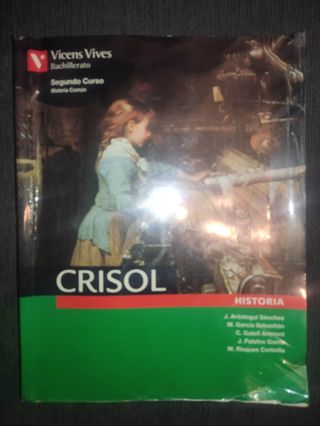 Vicens Vives
Bachillerato
Segundo Curso
Materia Común
CRISOL
HISTORIA
J. Aróstegui Sánchez
M. García Sebastián
C. Gatell Arimont
J. Palafox Gamir
M. Risques Corbella